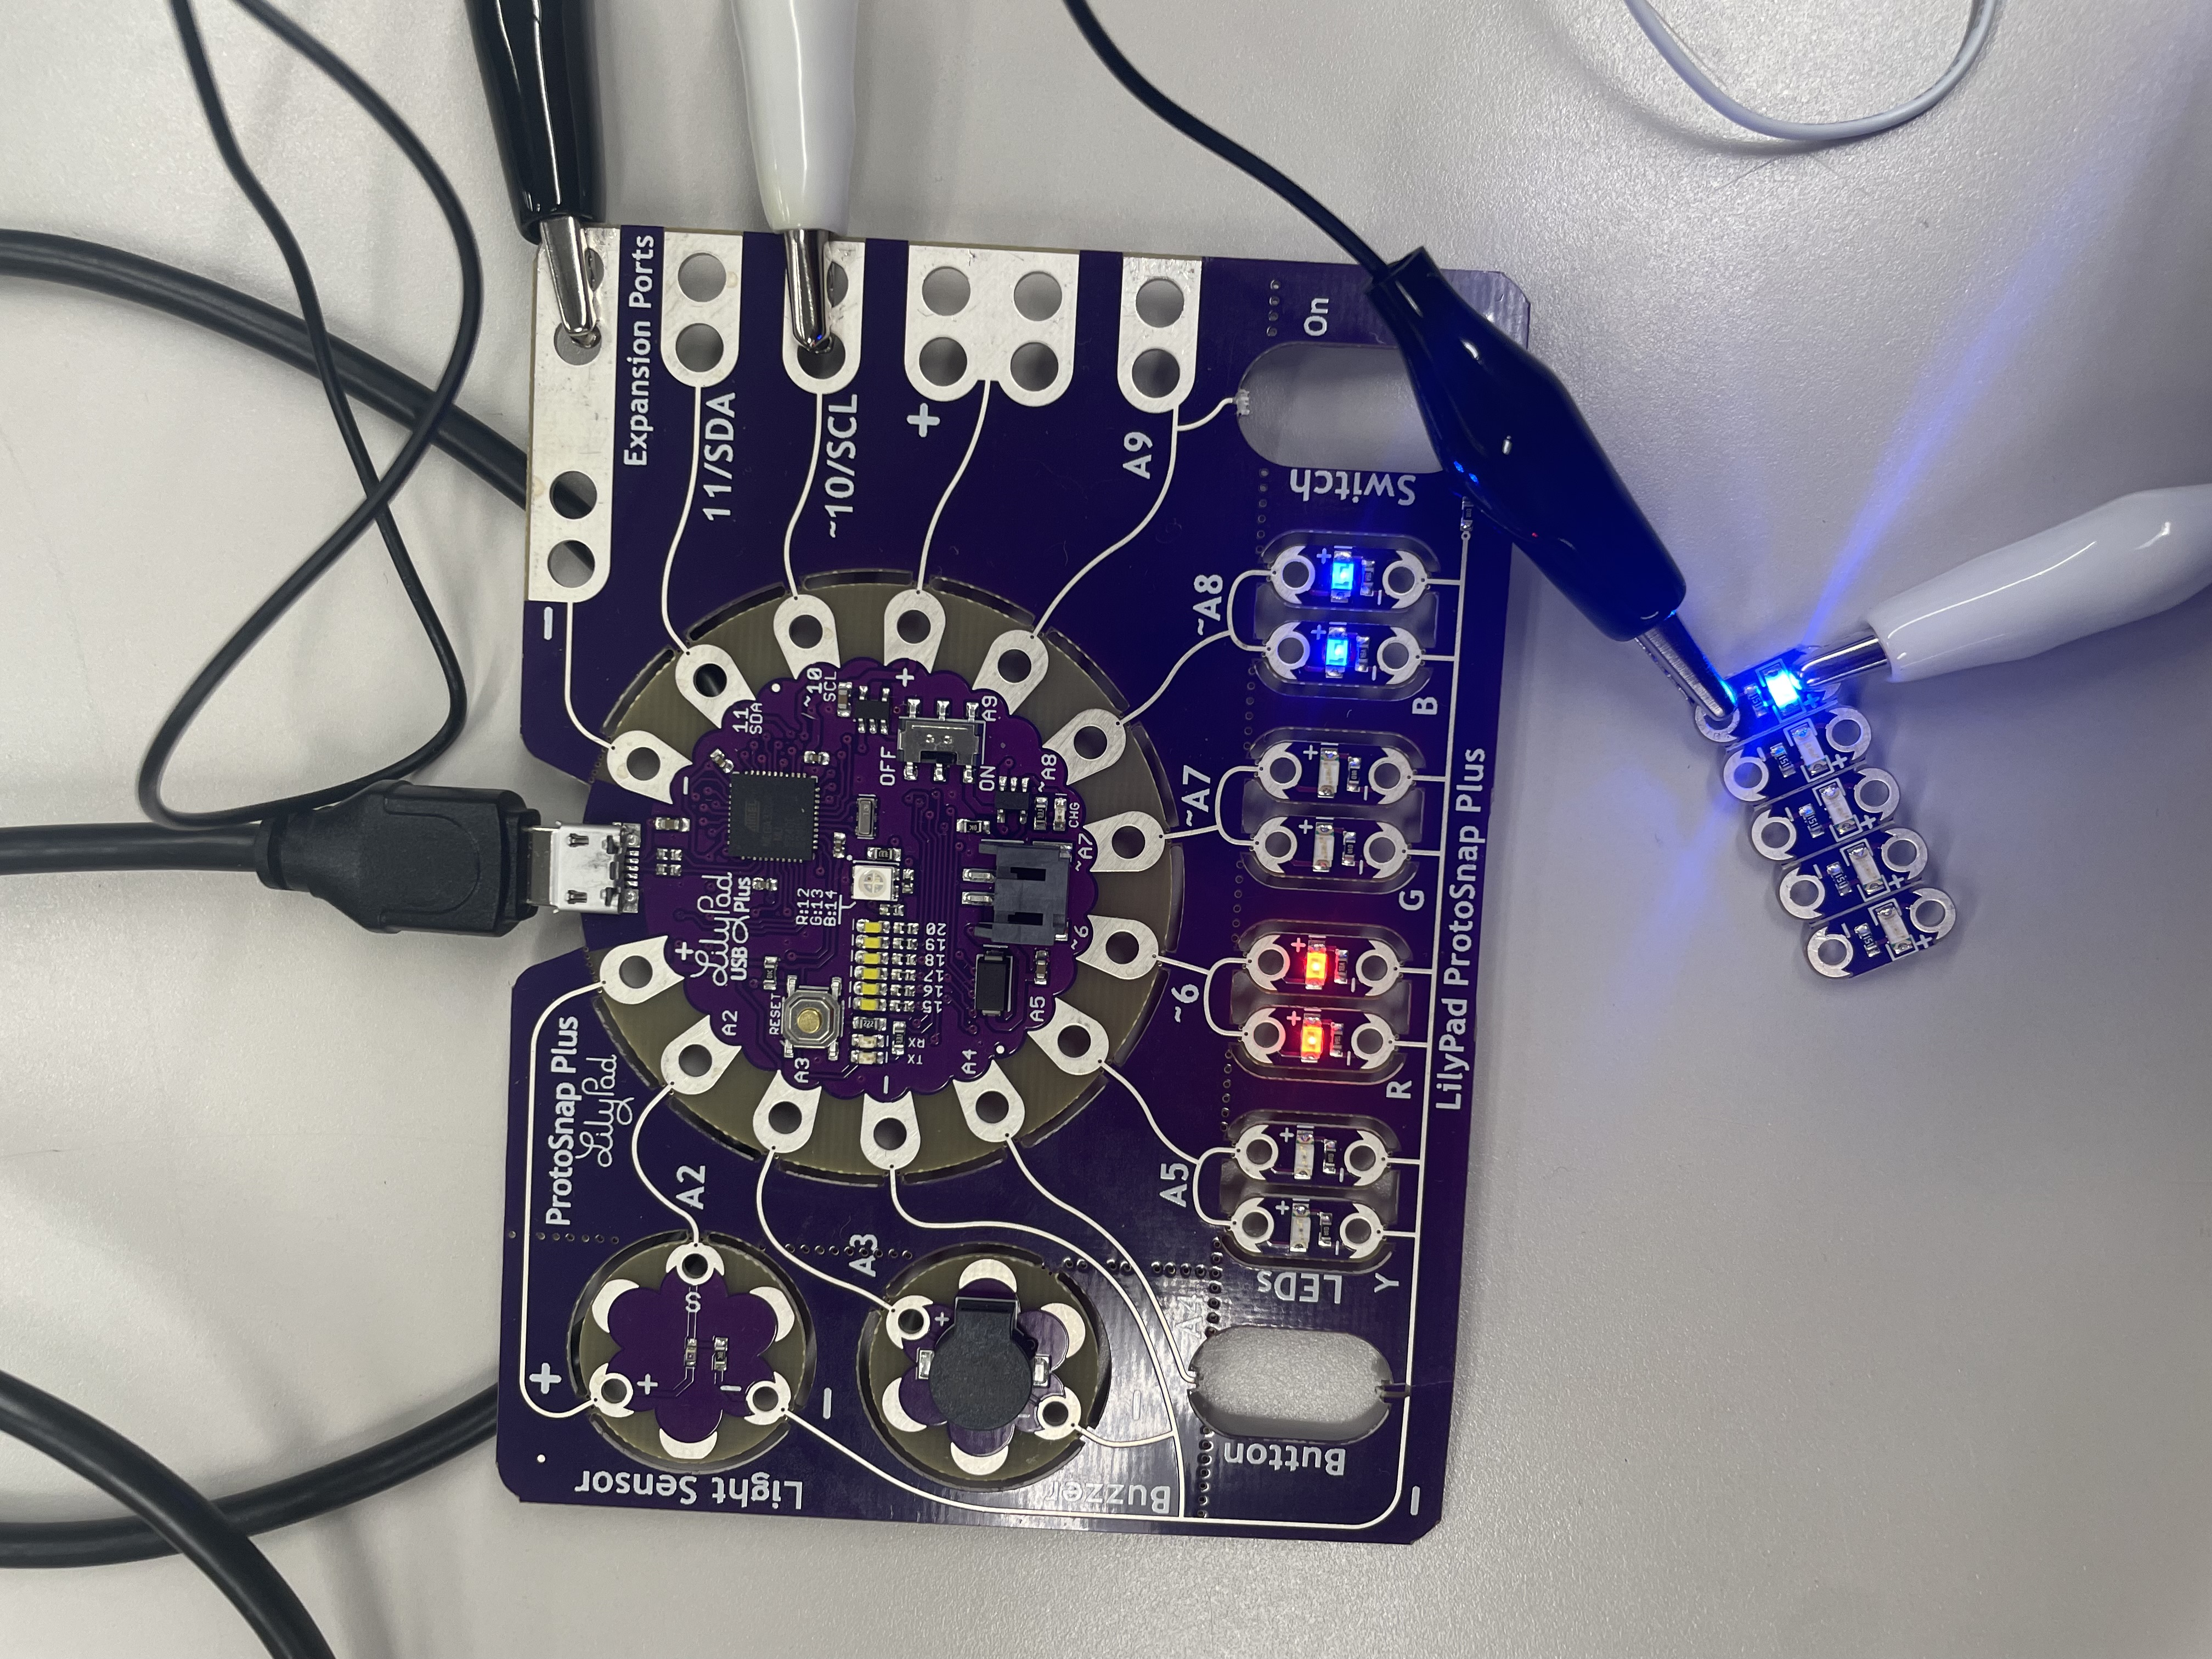 +
ProtoSnap Plus
LilyPad
−
Expansion Ports
Light Sensor
+
S
−
A2
11/SDA
~10/SCL
+
A9
−
A3
Buzzer
+
−
A4
LilyPad
USB Plus
+
−
A2
11
SDA
RESET
A3
R:12
G:13
B:14
~10
SCL
OFF
+
−
TX
RX
15
16
17
18
19
20
A4
ON
A9
A5
~6
~A7
~A8
CHG
A5
~6
~A7
~A8
Button
LEDs
Switch
On
Y
R
G
B
−
LilyPad ProtoSnap Plus